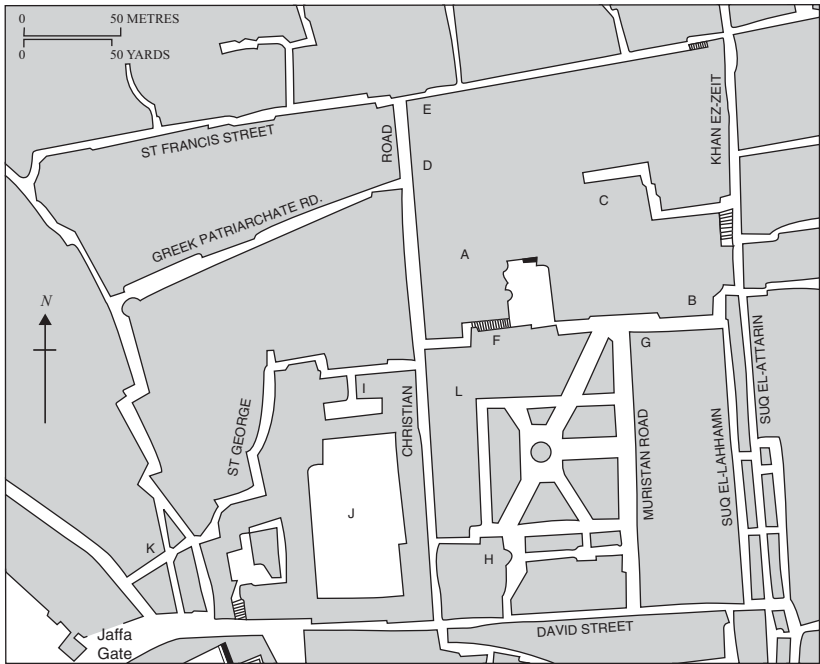 0 50 METRES
0 50 YARDS
ST FRANCIS STREET
ROAD
E
D
KHAN EZ-ZEIT
C
GREEK PATRIARCHATE RD.
A
B
N
F
G
SUQ EL-ATTARIN
I
L
CHRISTIAN
ST GEORGE
MURISTAN ROAD
SUQ EL-LAHHAMN
J
K
H
Jaffa
Gate
DAVID STREET